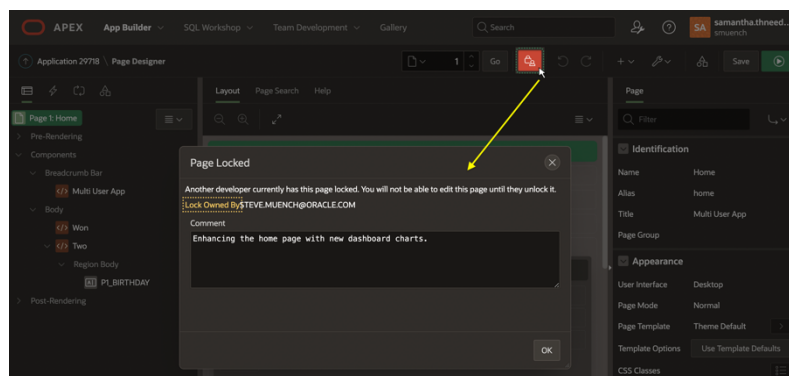 APEX App Builder SQL Workshop Team Development Gallery Search SA samantha.thneed..
smuench
Application 29718 \ Page Designer 1 Go Save
Layout Page Search Help Page
Page 1: Home Filter
Pre-Rendering
Components
Breadcrumb Bar
Multi User App
Body
Won
Two
Region Body
P1_BIRTHDAY
Post-Rendering
Page Locked
Another developer currently has this page locked. You will not be able to edit this page until they unlock it.
Lock Owned By STEVE.MUENCH@ORACLE.COM
Comment
Enhancing the home page with new dashboard charts.
OK
Identification
Name Home
Alias home
Title Multi User App
Page Group
Appearance
User Interface Desktop
Page Mode Normal
Page Template Theme Default
Template Options Use Template Defaults
CSS Classes